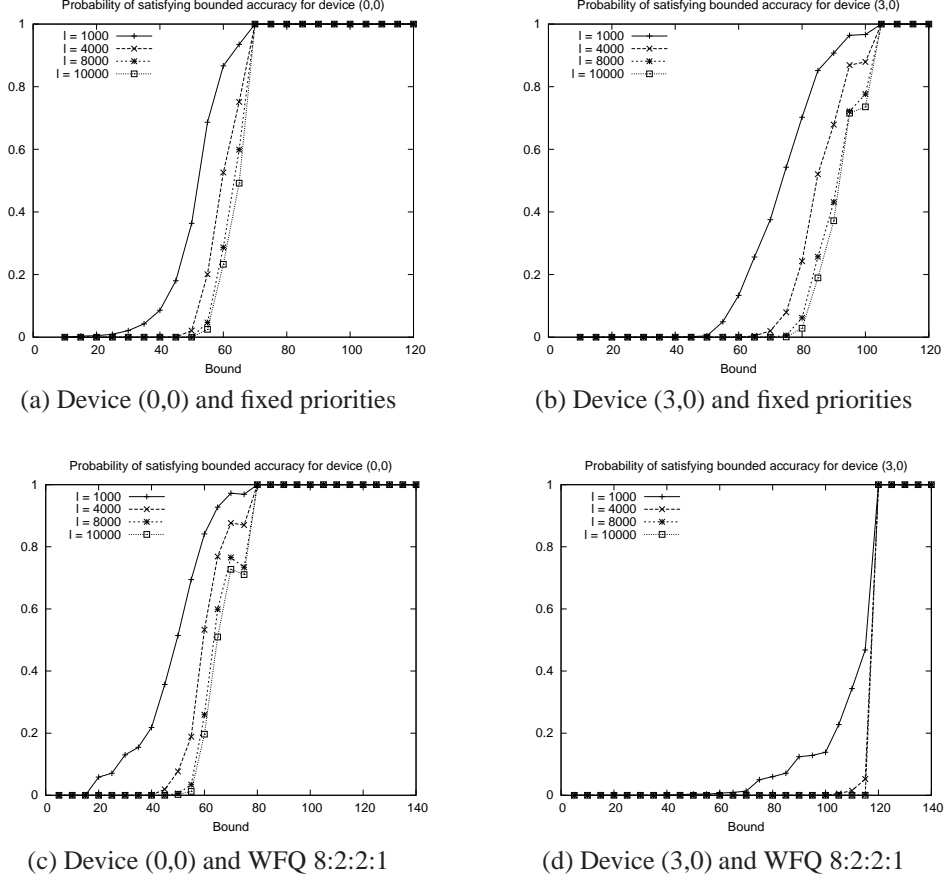 Probability of satisfying bounded accuracy for device (0,0)
1
0.8
0.6
0.4
0.2
0
l = 1000
l = 4000
l = 8000
l = 10000
0 20 40 60 80 100 120
Bound
(a) Device (0,0) and fixed priorities
Probability of satisfying bounded accuracy for device (3,0)
1
0.8
0.6
0.4
0.2
0
l = 1000
l = 4000
l = 8000
l = 10000
0 20 40 60 80 100 120
Bound
(b) Device (3,0) and fixed priorities
Probability of satisfying bounded accuracy for device (0,0)
1
0.8
0.6
0.4
0.2
0
l = 1000
l = 4000
l = 8000
l = 10000
0 20 40 60 80 100 120 140
Bound
(c) Device (0,0) and WFQ 8:2:2:1
Probability of satisfying bounded accuracy for device (3,0)
1
0.8
0.6
0.4
0.2
0
l = 1000
l = 4000
l = 8000
l = 10000
0 20 40 60 80 100 120 140
Bound
(d) Device (3,0) and WFQ 8:2:2:1